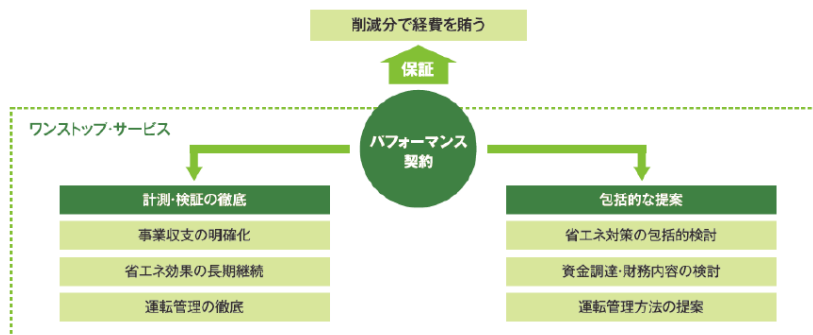 削減分で経費を賄う
保証
ワンストップ・サービス
パフォーマンス
契約
計測・検証の徹底
事業収支の明確化
省エネ効果の長期継続
運転管理の徹底
包括的な提案
省エネ対策の包括的検討
資金調達・財務内容の検討
運転管理方法の提案